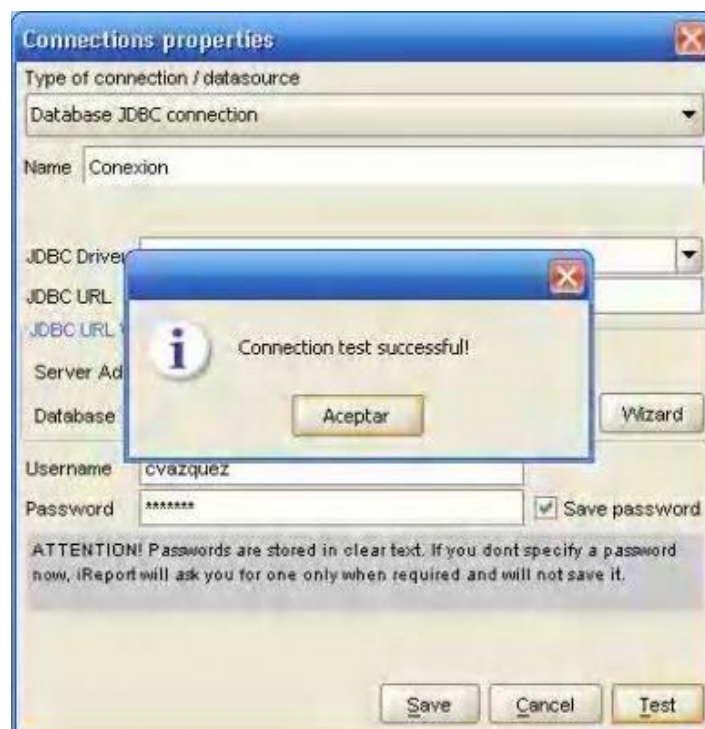 Connections properties
Type of connection / datasource
Database JDBC connection
Name Conexion
JDBC Driver
JDBC URL
JDBC URL
Connection test successful!
Server Ad
Database
Aceptar
Wizard
Username cvazquez
Password *******
Save password
ATTENTION! Passwords are stored in clear text. If you dont specify a password
now, iReport will ask you for one only when required and will not save it.
Save Cancel Test